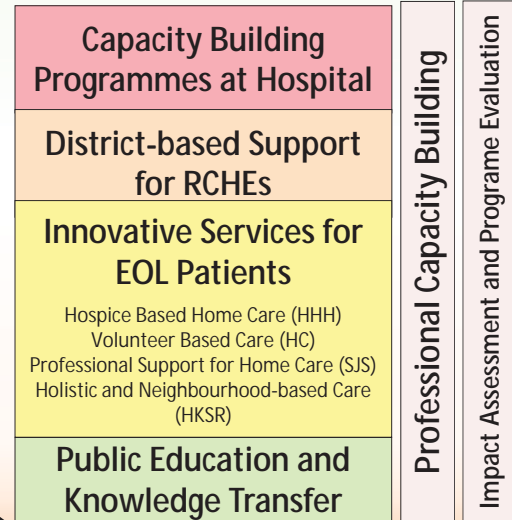 Capacity Building
Programmes at Hospital
District-based Support
for RCHEs
Innovative Services for
EOL Patients
Hospice Based Home Care (HHH)
Volunteer Based Care (HC)
Professional Support for Home Care (SJS)
Holistic and Neighbourhood-based Care
(HKSR)
Public Education and
Knowledge Transfer
Professional Capacity Building
Impact Assessment and Programe Evaluation